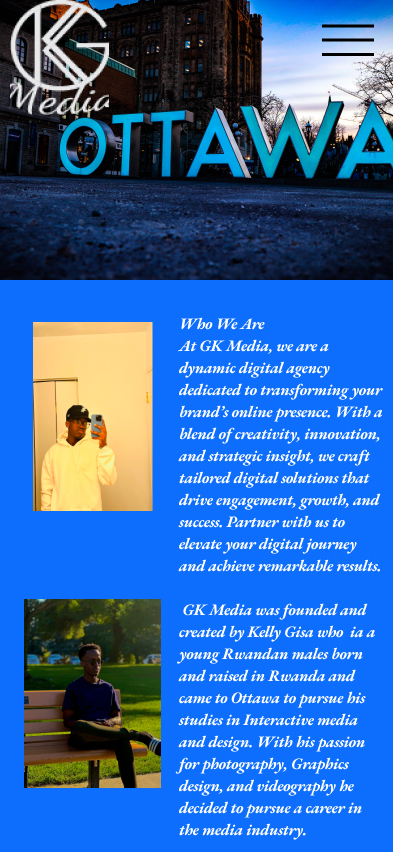 KG
Media
OTTAWA
Who We Are
At GK Media, we are a
dynamic digital agency
dedicated to transforming your
brand's online presence. With a
blend of creativity, innovation,
and strategic insight, we craft
tailored digital solutions that
drive engagement, growth, and
success. Partner with us to
elevate your digital journey
and achieve remarkable results.
GK Media was founded and
created by Kelly Gisa who  ia a
young Rwandan males born
and raised in Rwanda and
came to Ottawa to pursue his
studies in Interactive media
and design. With his passion
for photography, Graphics
design, and videography he
decided to pursue a career in
the media industry.